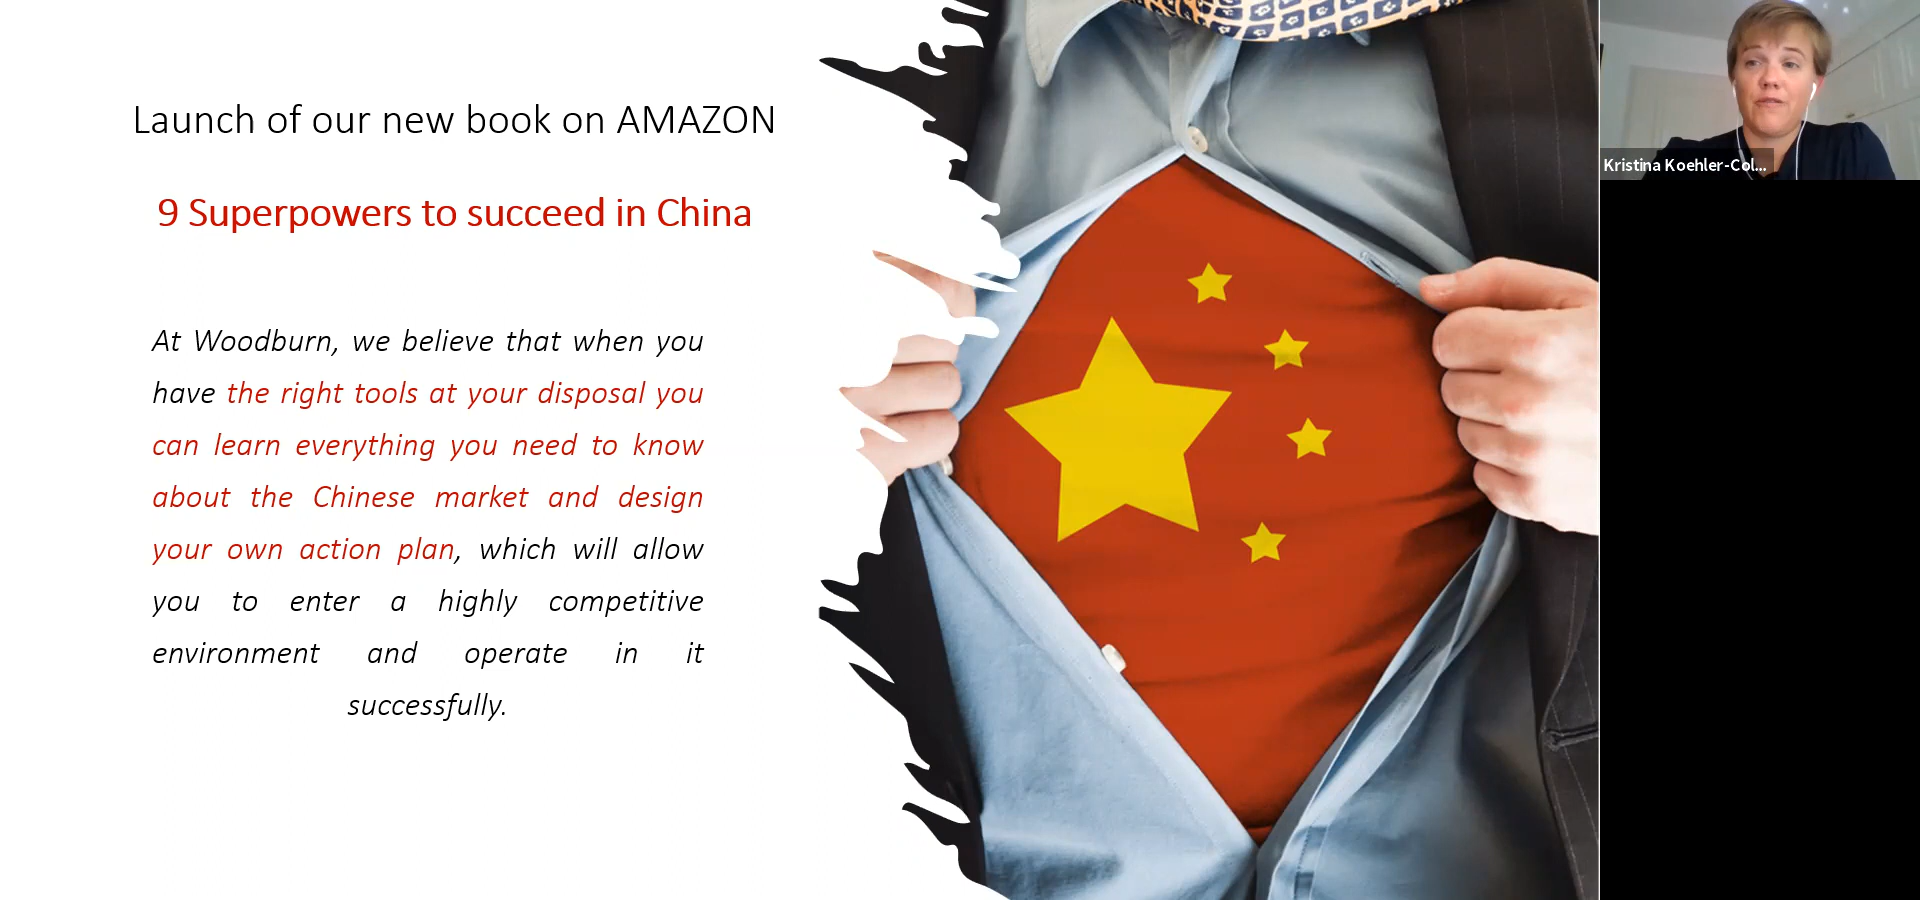 Launch of our new book on AMAZON
9 Superpowers to succeed in China
At Woodburn, we believe that when you
have the right tools at your disposal you
can learn everything you need to know
about the Chinese market and design
your own action plan, which will allow
you to enter a highly competitive
environment and operate in it
successfully.
Kristina Koehler-Col...